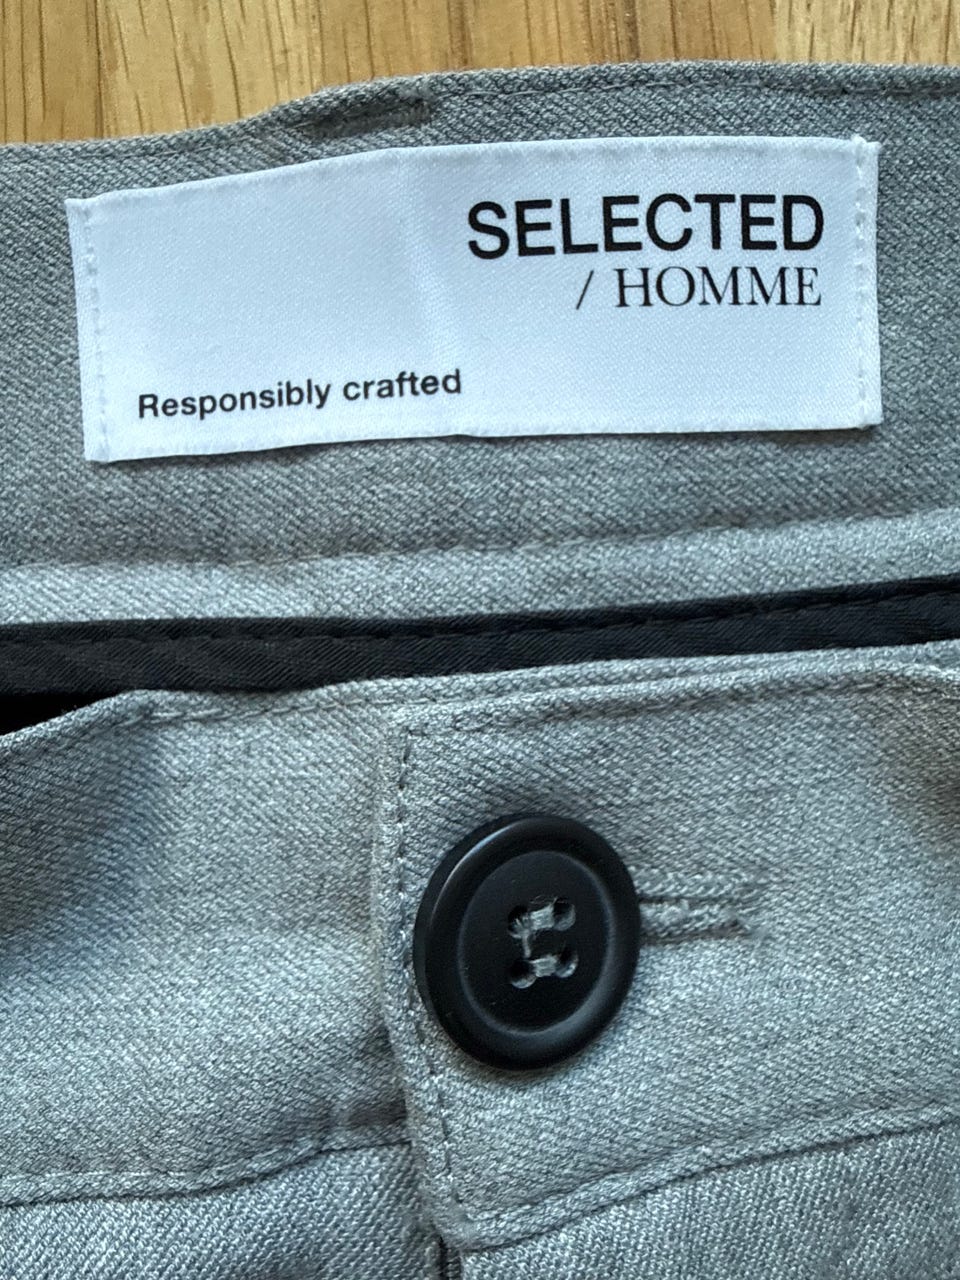 SELECTED
/ HOMME
Responsibly crafted